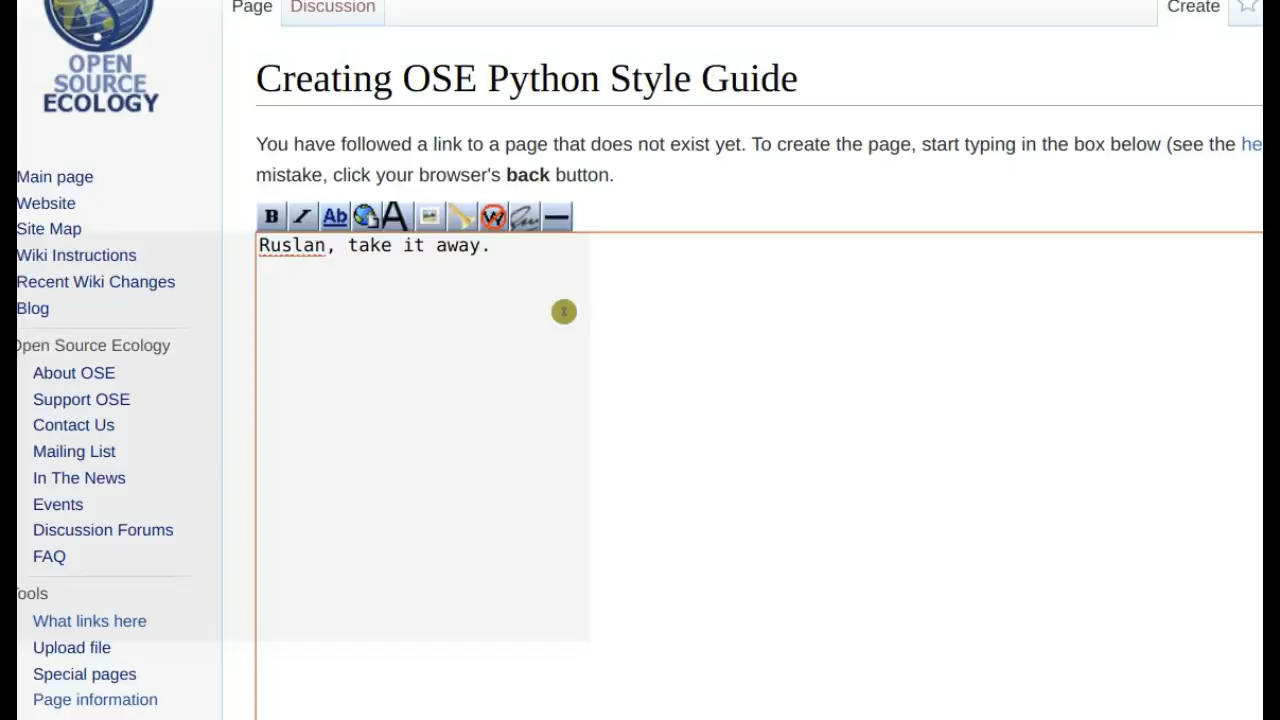 Page
Discussion
Create
OPEN
SOURCE
ECOLOGY
Creating OSE Python Style Guide
You have followed a link to a page that does not exist yet. To create the page, start typing in the box below (see the he
mistake, click your browser's back button.
B I Ab A W
Ruslan, take it away.
Main page
Website
Site Map
Wiki Instructions
Recent Wiki Changes
Blog
Open Source Ecology
About OSE
Support OSE
Contact Us
Mailing List
In The News
Events
Discussion Forums
FAQ
Tools
What links here
Upload file
Special pages
Page information